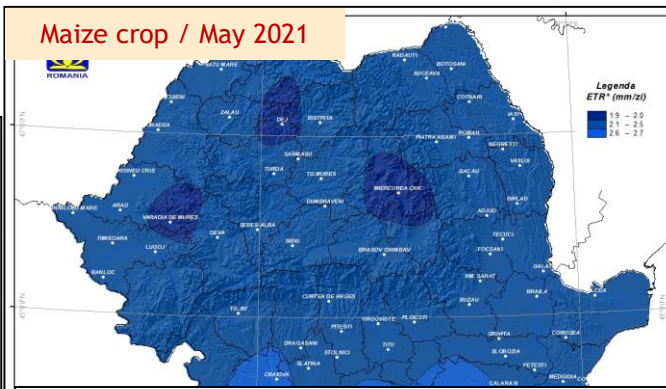 Maize crop / May 2021
ROMANIA
Legenda
ETR* (mm/zi)
1.9 - 2.0
2.1 - 2.5
2.6 - 2.7
RADAUTI
SATU MARE
BOTOSANI
SUCEAVA
COTNARI
ZALAU
DEJ
BISTRITA
PIATRA NEAMT
ROMAN
NEGRESTI
SARMASU
VASLUI
TURDA
TG.MURES
MIERCUREA CIUC
BACAU
DUMBRAVENI
BIRLAD
ARAD
VARADIA DE MURES
ADJUD
SEBES-ALBA
DEVA
TIMISOARA
TECUCI
LUGOJ
SIBIU
BRASOV GHIMBAV
FOCSANI
BANLOC
RM. SARAT
CURTEA DE ARGES
BUZAU
BRAILA
TG.JIU
TIRGOVISTE
PLOIESTI
PITESTI
GRIVITA
CORUGEA
DRAGASANI
TITU
STOLNICI
SLOBOZIA
SLATINA
FETESTI
CRAIOVA
CALARASI
MEDGIDIA